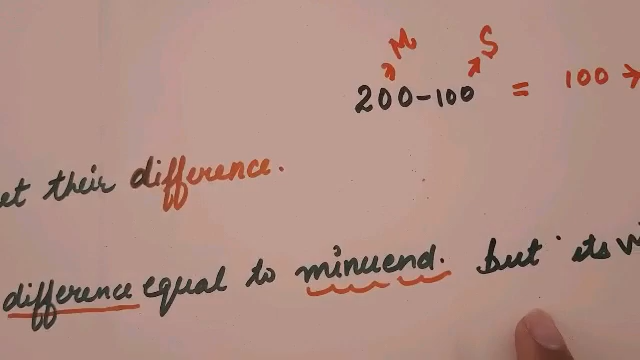 M S
200-100 = 100 →
et their difference.
difference equal to minuend. but its